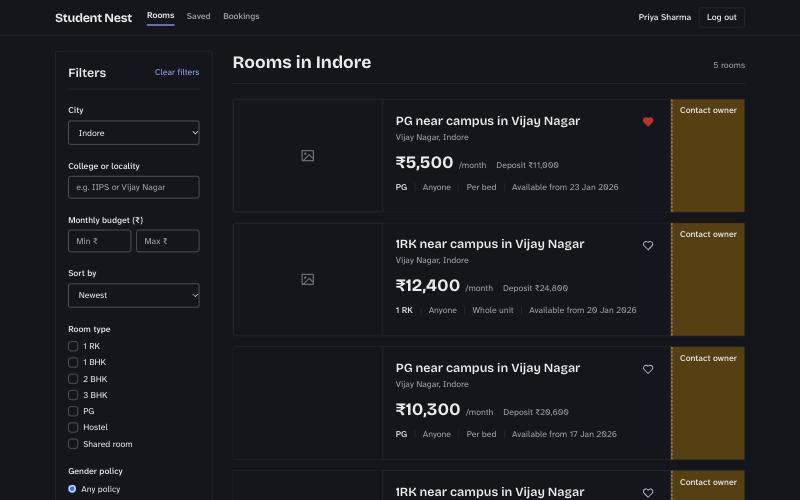 Student Nest Rooms Saved Bookings Priya Sharma Log out
Filters Clear filters
City
Indore
College or locality
e.g. IIPS or Vijay Nagar
Monthly budget (₹)
Min ₹ Max ₹
Sort by
Newest
Room type
1 RK
1 BHK
2 BHK
3 BHK
PG
Hostel
Shared room
Gender policy
Any policy
Rooms in Indore 5 rooms
PG near campus in Vijay Nagar
Vijay Nagar, Indore
₹5,500 /month Deposit ₹11,000
PG Anyone Per bed Available from 23 Jan 2026
Contact owner
1RK near campus in Vijay Nagar
Vijay Nagar, Indore
₹12,400 /month Deposit ₹24,800
1 RK Anyone Whole unit Available from 20 Jan 2026
Contact owner
PG near campus in Vijay Nagar
Vijay Nagar, Indore
₹10,300 /month Deposit ₹20,600
PG Anyone Per bed Available from 17 Jan 2026
Contact owner
1RK near campus in Vijay Nagar
Contact owner